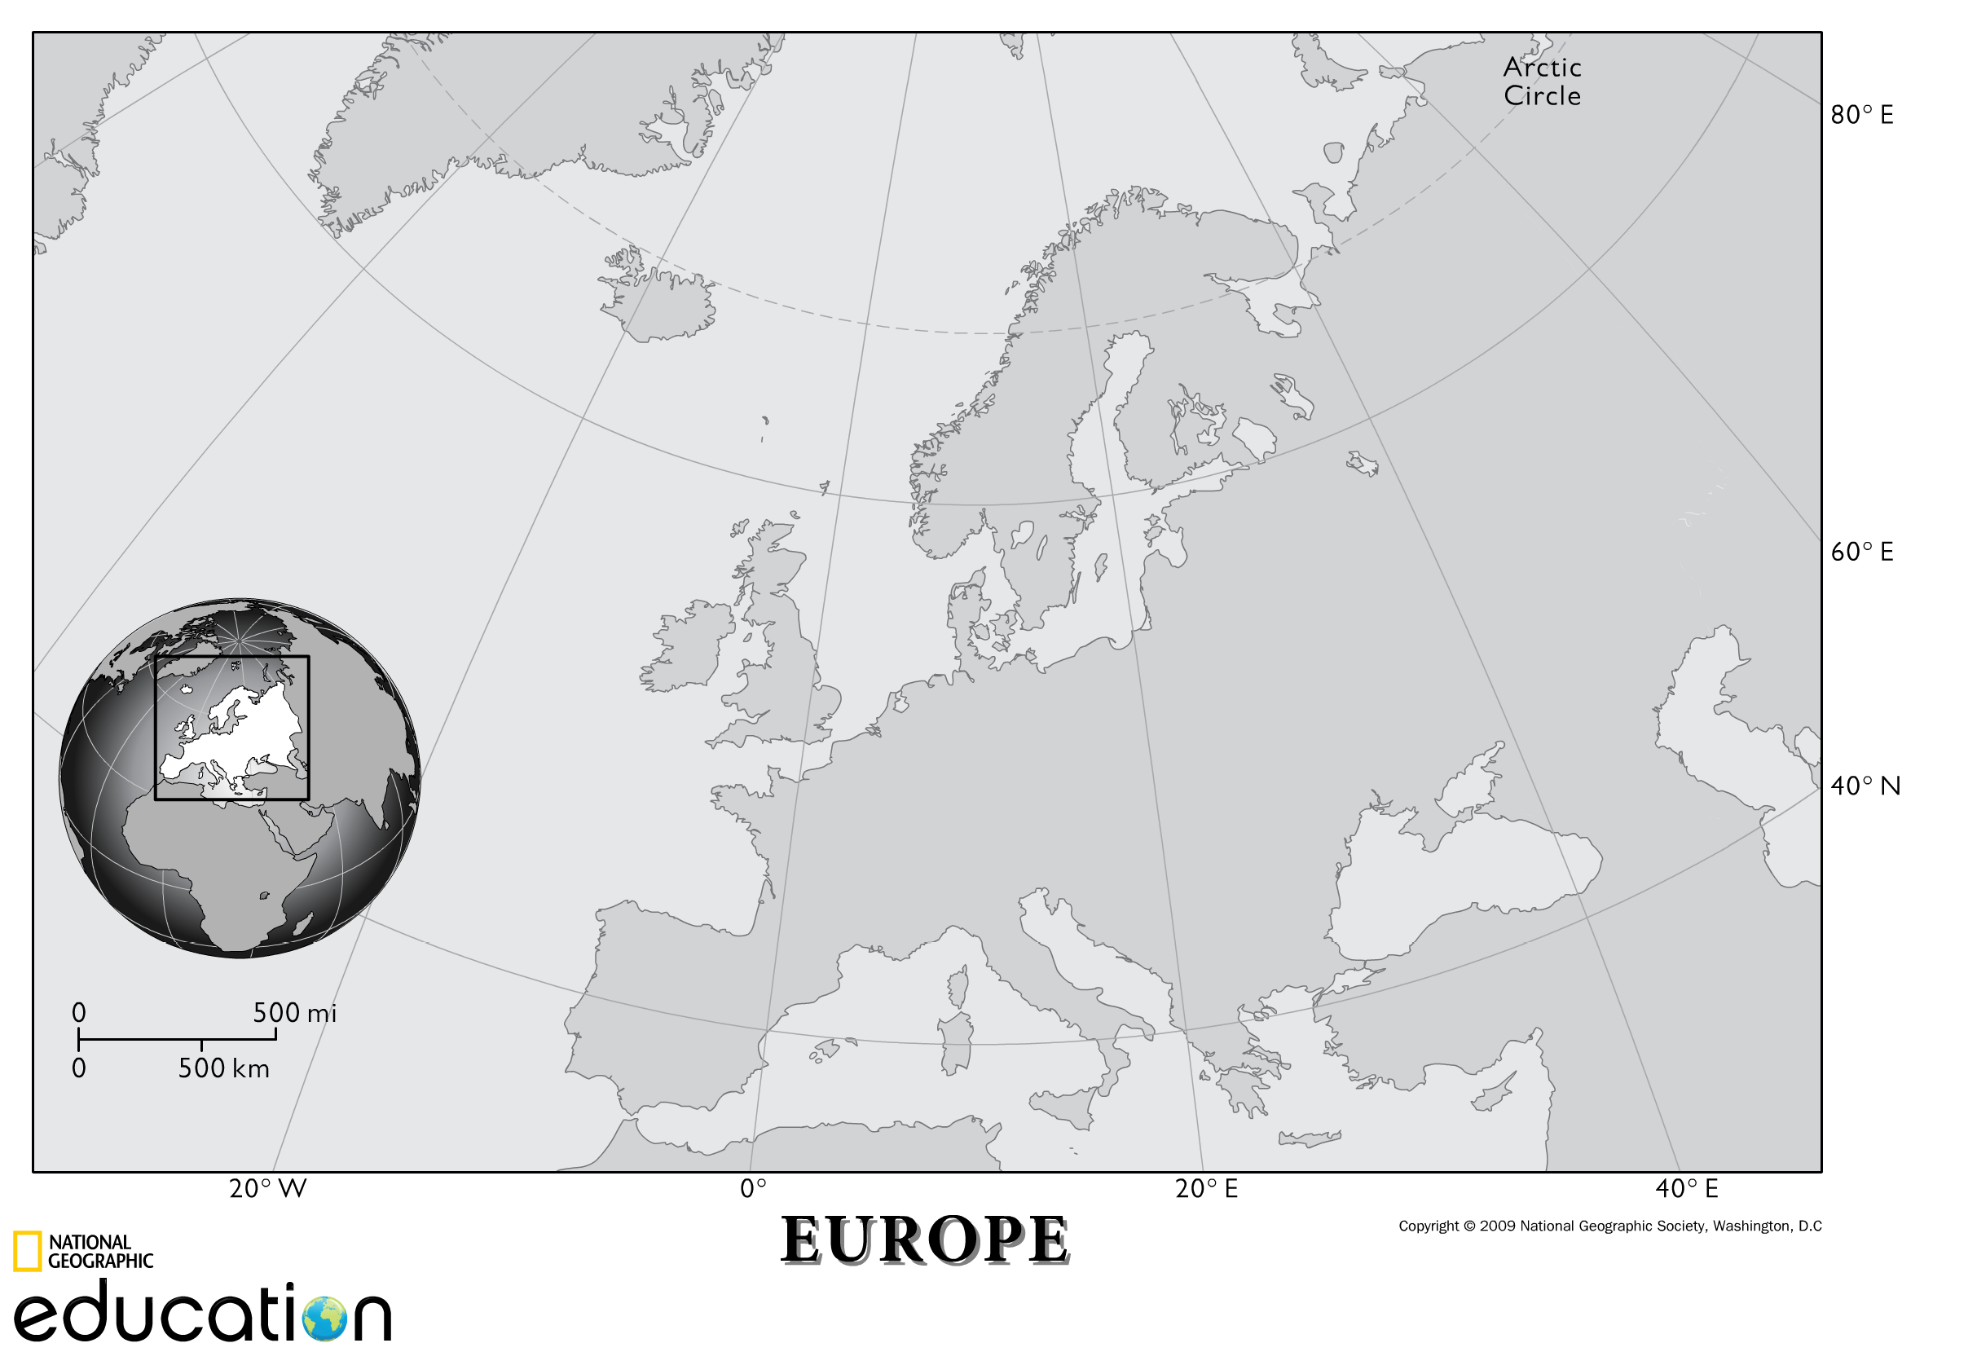 Arctic
Circle
80° E
60° E
40° N
0 500 mi
0 500 km
20° W
0°
20° E
40° E
EUROPE
Copyright © 2009 National Geographic Society, Washington, D.C
NATIONAL
GEOGRAPHIC
education